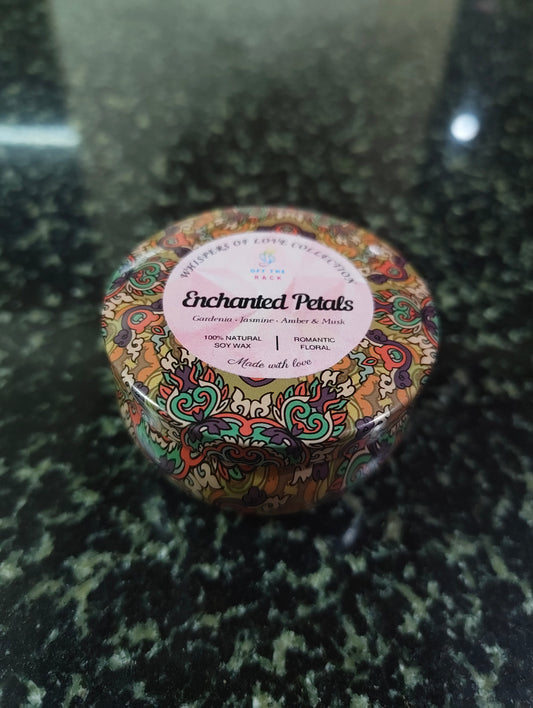 WHISPERS OF LOVE COLLECTION
OFF THE
RACK
Enchanted Petals
Gardenia - Jasmine - Amber & Musk
100% NATURAL
SOY WAX
ROMANTIC
FLORAL
Made with love